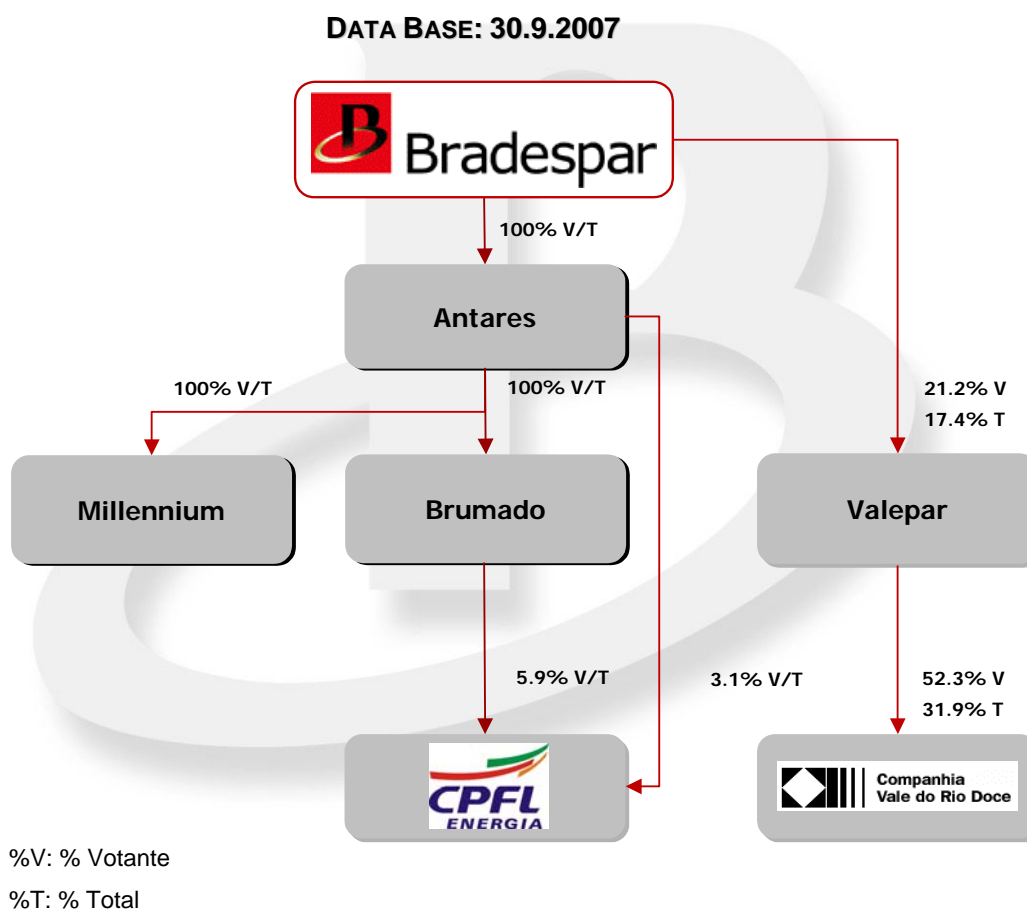 DATA BASE: 30.9.2007
B
Bradespar
100% V/T
Antares
100% V/T
100% V/T
21.2% V
17.4% T
Millennium
Brumado
Valepar
5.9% V/T
3.1% V/T
52.3% V
31.9% T
CPFL
ENERGIA
Companhia
Vale do Rio Doce
%V: % Votante
%T: % Total